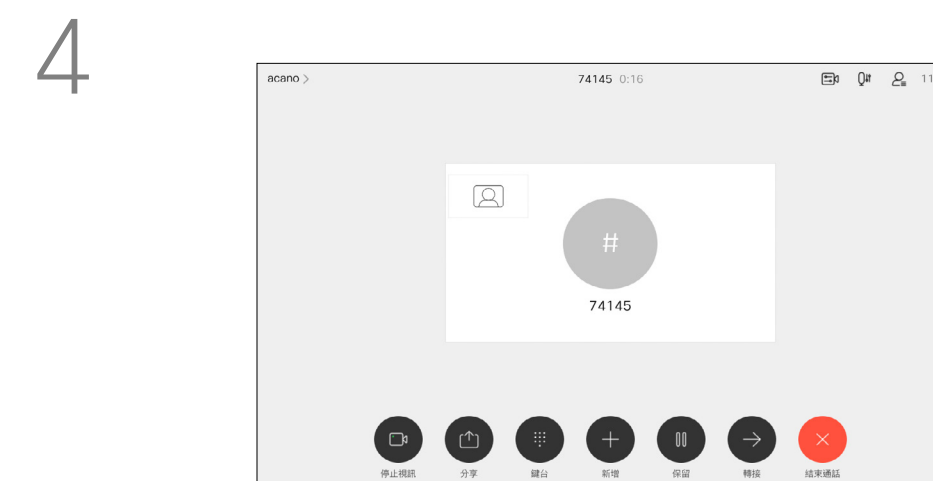 4
acano >
74145 0:16
11
#
74145
停止視訊
分享
鍵台
新增
保留
轉接
結束通話